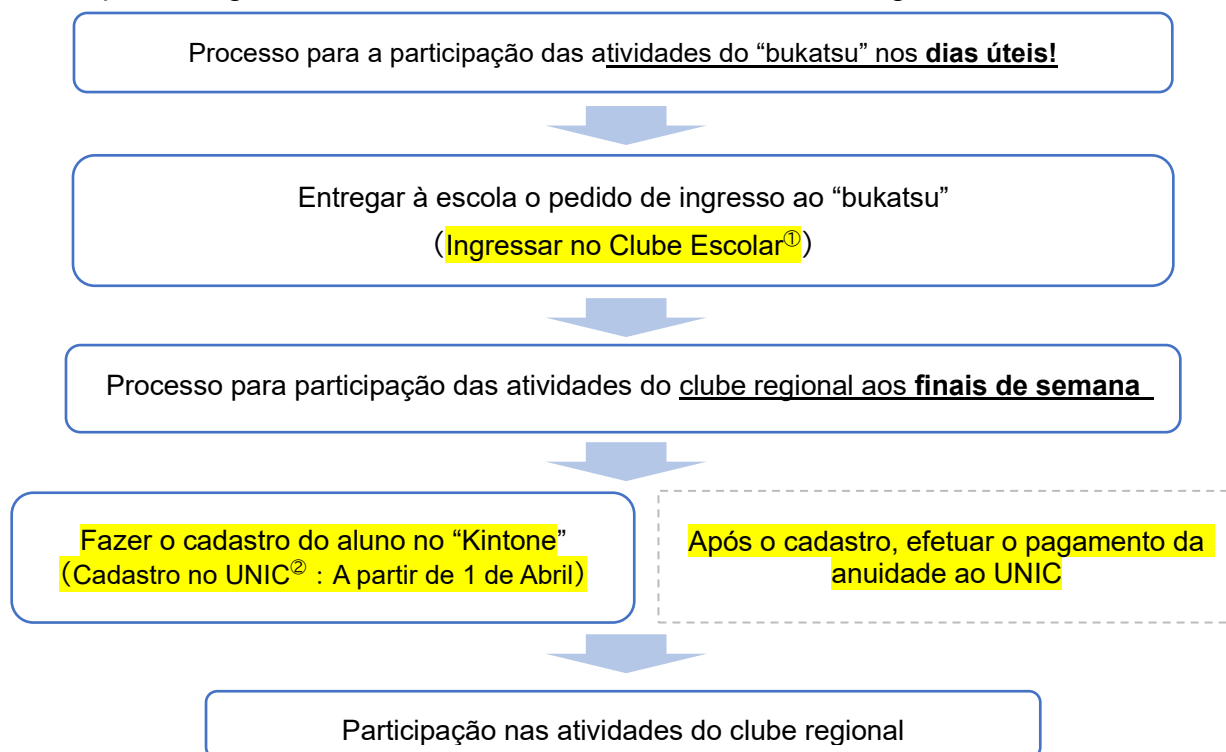 Processo para a participação das atividades do “bukatsu” nos dias úteis!
Entregar à escola o pedido de ingresso ao “bukatsu”
（Ingressar no Clube Escolar①）
Processo para participação das atividades do clube regional aos finais de semana
Fazer o cadastro do aluno no “Kintone”
（Cadastro no UNIC②：A partir de 1 de Abril）
Após o cadastro, efetuar o pagamento da
anuidade ao UNIC
Participação nas atividades do clube regional